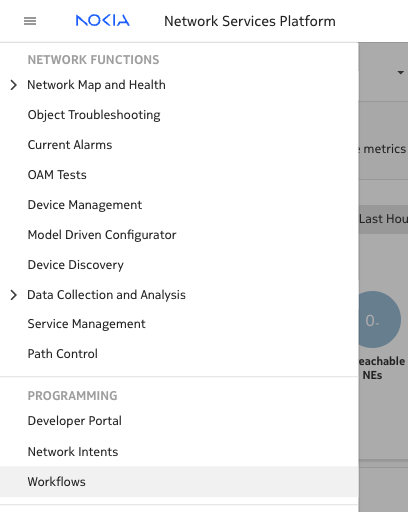 NOKIA Network Services Platform
NETWORK FUNCTIONS
Network Map and Health
Object Troubleshooting
Current Alarms
OAM Tests
metrics
Device Management
Last Hou
Model Driven Configurator
Device Discovery
Data Collection and Analysis
Service Management
0
Path Control
eachable
NEs
PROGRAMMING
Developer Portal
Network Intents
Workflows